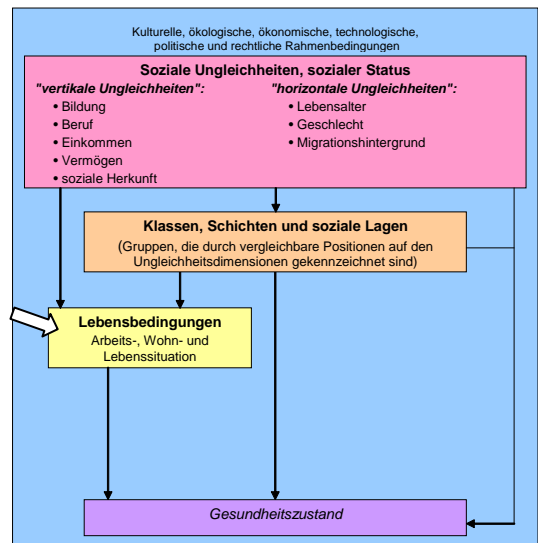 Kulturelle, ökologische, ökonomische, technologische,
politische und rechtliche Rahmenbedingungen
Soziale Ungleichheiten, sozialer Status
"vertikale Ungleichheiten":
• Bildung
• Beruf
• Einkommen
• Vermögen
• soziale Herkunft
"horizontale Ungleichheiten":
• Lebensalter
• Geschlecht
• Migrationshintergrund
Klassen, Schichten und soziale Lagen
(Gruppen, die durch vergleichbare Positionen auf den
Ungleichheitsdimensionen gekennzeichnet sind)
Lebensbedingungen
Arbeits-, Wohn- und
Lebenssituation
Gesundheitszustand